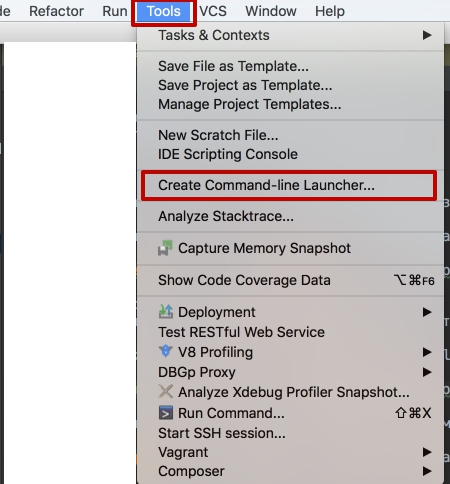 Refactor Run Tools VCS Window Help
Tasks & Contexts
Save File as Template...
Save Project as Template...
Manage Project Templates...
New Scratch File...
IDE Scripting Console
Create Command-line Launcher...
Analyze Stacktrace...
Capture Memory Snapshot
Show Code Coverage Data ⌥⌘F6
Deployment
Test RESTful Web Service
V8 Profiling
DBGp Proxy
Analyze Xdebug Profiler Snapshot...
Run Command... ⇧⌘X
Start SSH session...
Vagrant
Composer